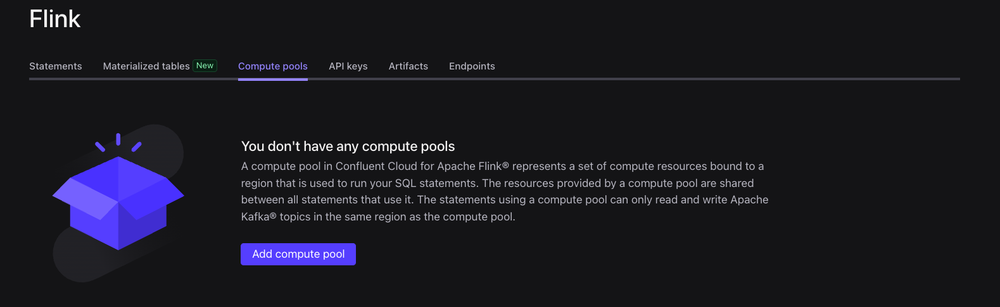 Flink
Statements Materialized tables New Compute pools API keys Artifacts Endpoints
You don't have any compute pools
A compute pool in Confluent Cloud for Apache Flink® represents a set of compute resources bound to a
region that is used to run your SQL statements. The resources provided by a compute pool are shared
between all statements that use it. The statements using a compute pool can only read and write Apache
Kafka® topics in the same region as the compute pool.
Add compute pool